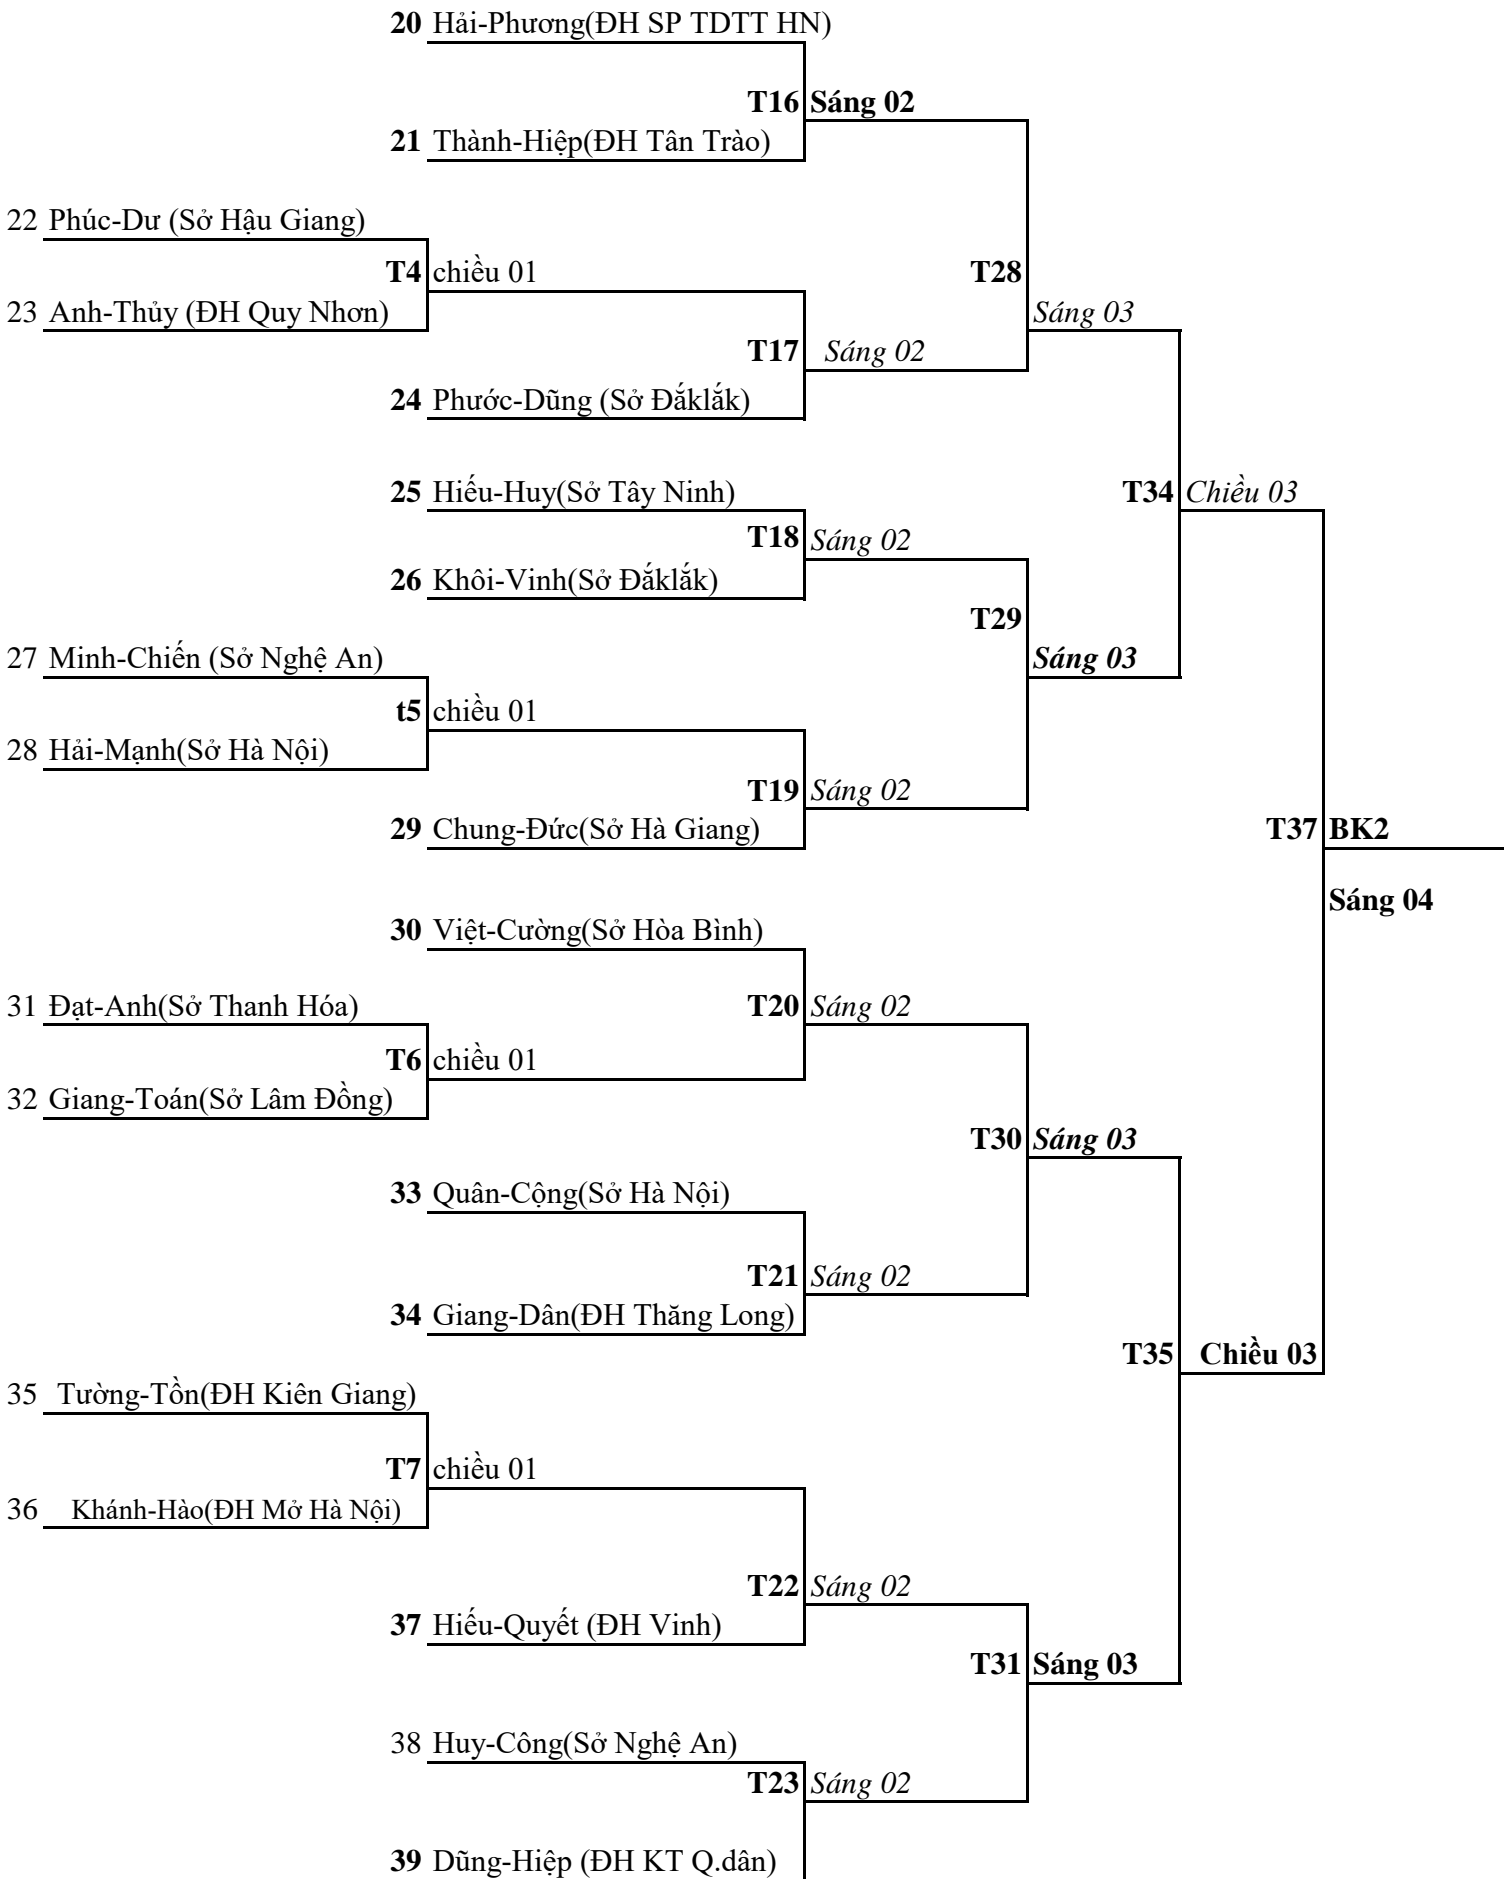 20 Hải-Phương(ĐH SP TDTT HN)
T16 Sáng 02
21 Thành-Hiệp(ĐH Tân Trào)
22 Phúc-Dư (Sở Hậu Giang)
T4 chiều 01
T28
23 Anh-Thủy (ĐH Quy Nhơn)
Sáng 03
T17 Sáng 02
24 Phước-Dũng (Sở Đắklắk)
25 Hiếu-Huy(Sở Tây Ninh)
T34 Chiều 03
T18 Sáng 02
26 Khôi-Vinh(Sở Đắklắk)
T29
27 Minh-Chiến (Sở Nghệ An)
Sáng 03
t5 chiều 01
28 Hải-Mạnh(Sở Hà Nội)
T19 Sáng 02
29 Chung-Đức(Sở Hà Giang)
T37 BK2
Sáng 04
30 Việt-Cường(Sở Hòa Bình)
31 Đạt-Anh(Sở Thanh Hóa)
T20 Sáng 02
T6 chiều 01
32 Giang-Toán(Sở Lâm Đồng)
T30 Sáng 03
33 Quân-Cộng(Sở Hà Nội)
T21 Sáng 02
34 Giang-Dân(ĐH Thăng Long)
T35 Chiều 03
35 Tường-Tồn(ĐH Kiên Giang)
T7 chiều 01
36 Khánh-Hào(ĐH Mở Hà Nội)
T22 Sáng 02
37 Hiếu-Quyết (ĐH Vinh)
T31 Sáng 03
38 Huy-Công(Sở Nghệ An)
T23 Sáng 02
39 Dũng-Hiệp (ĐH KT Q.dân)